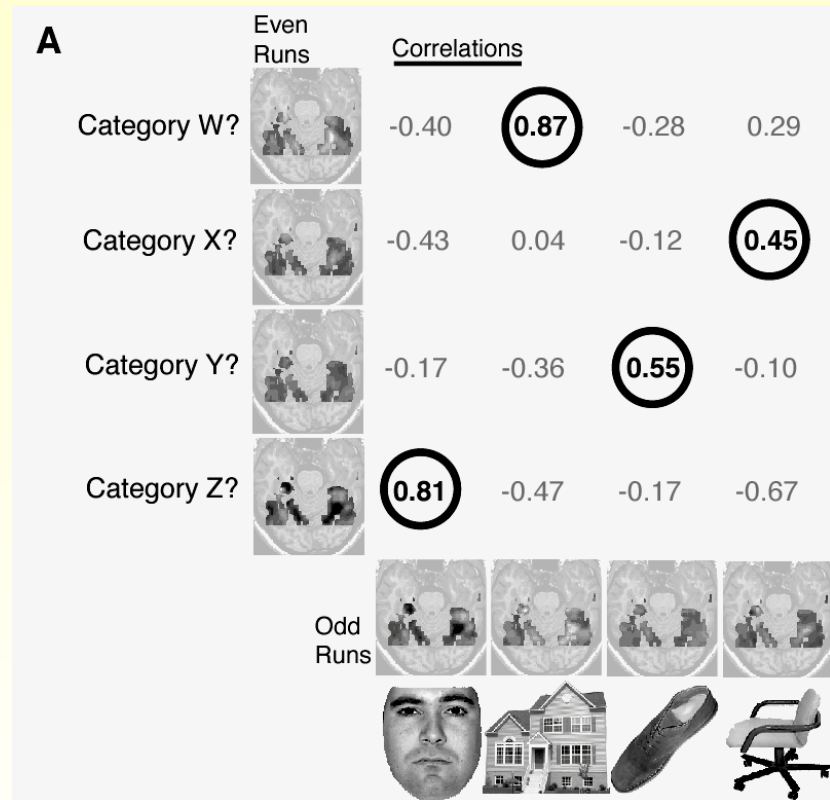 A
Even
Runs
Correlations
Category W? -0.40 0.87 -0.28 0.29
Category X? -0.43 0.04 -0.12 0.45
Category Y? -0.17 -0.36 0.55 -0.10
Category Z? 0.81 -0.47 -0.17 -0.67
Odd
Runs